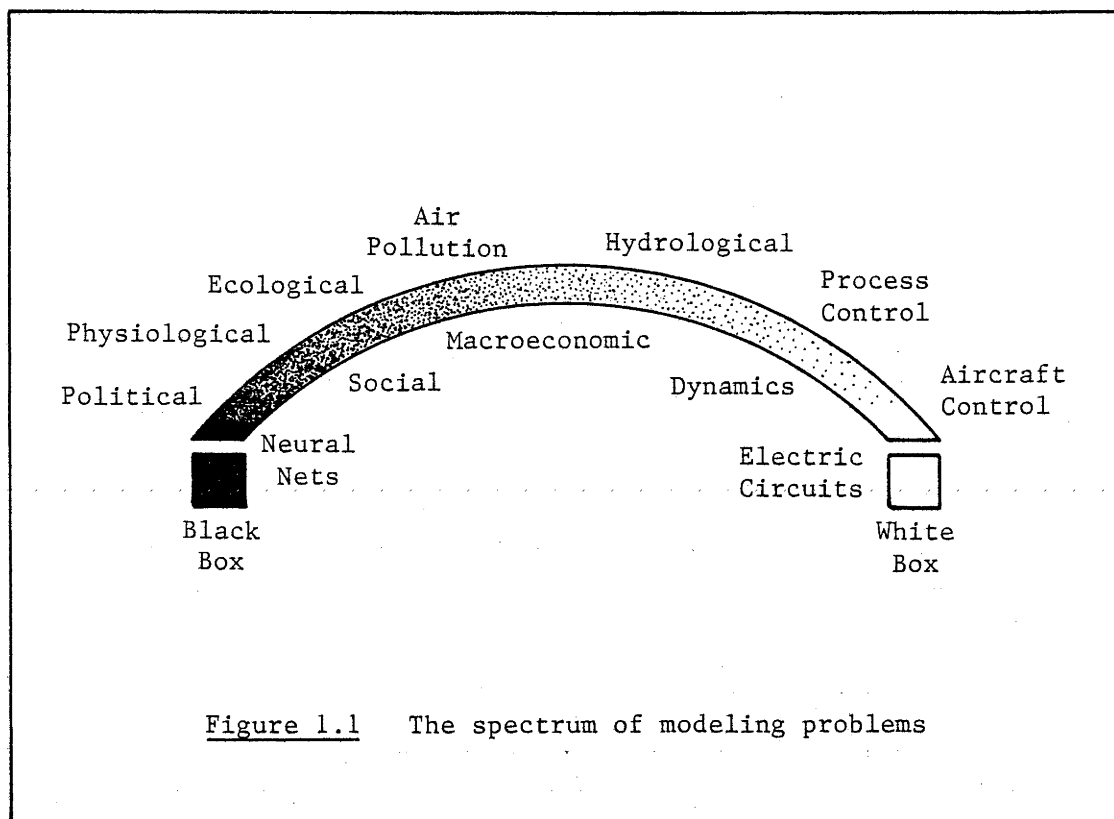 Air
Pollution
Hydrological
Ecological
Process
Control
Physiological
Macroeconomic
Social
Dynamics
Aircraft
Control
Political
Neural
Nets
Electric
Circuits
Black
Box
White
Box
Figure 1.1 The spectrum of modeling problems